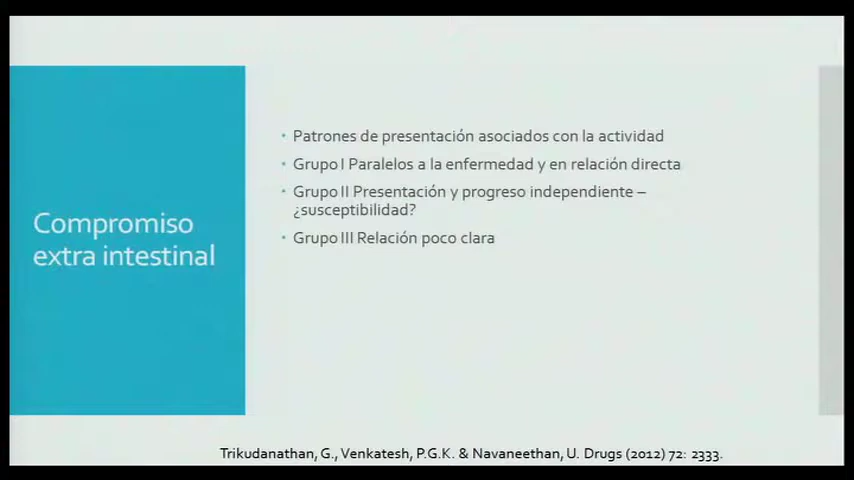 Compromiso
extra intestinal
Patrones de presentación asociados con la actividad
Grupo I Paralelos a la enfermedad y en relación directa
Grupo II Presentación y progreso independiente –
¿susceptibilidad?
Grupo III Relación poco clara
Trikudanathan, G., Venkatesh, P.G.K. & Navaneethan, U. Drugs (2012) 72: 2333.